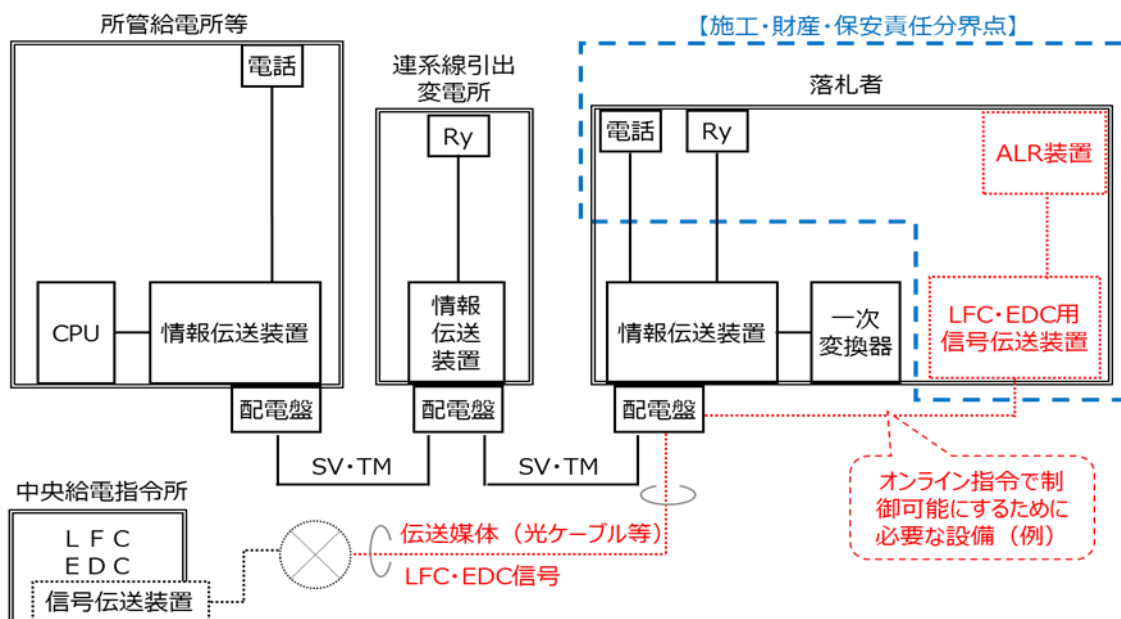 所管給電所等
電話
CPU
情報伝送装置
配電盤
連系線引出
変電所
Ry
情報
伝送
装置
配電盤
【施工・財産・保安責任分界点】
落札者
電話
Ry
ALR装置
情報伝送装置
一次
変換器
LFC・EDC用
信号伝送装置
配電盤
SV・TM
SV・TM
オンライン指令で制
御可能にするために
必要な設備（例）
中央給電指令所
ＬＦＣ
ＥＤＣ
信号伝送装置
伝送媒体（光ケーブル等）
LFC・EDC信号